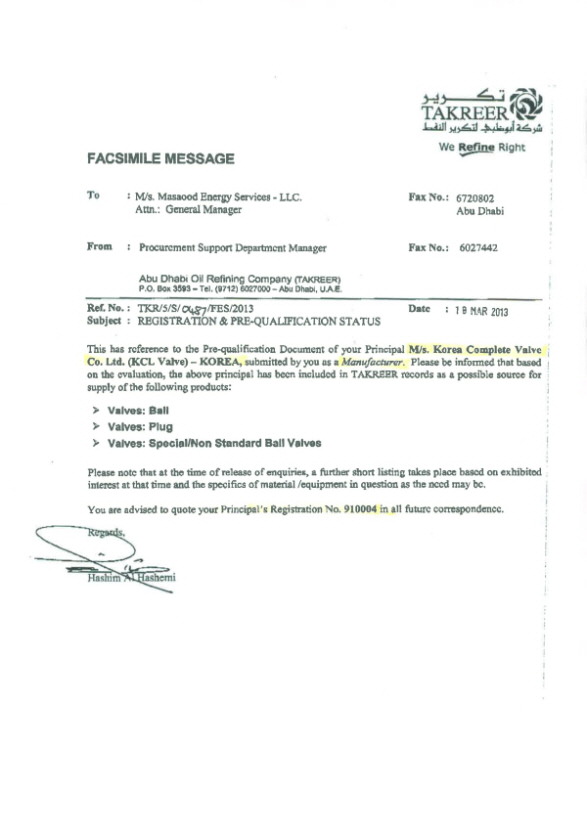 تكرير
TAKREER
شركة أبوظبي لتكرير النفط
We Refine Right
FACSIMILE MESSAGE
To : M/s. Masaood Energy Services - LLC. Fax No.: 6720802
Attn.: General Manager Abu Dhabi
From : Procurement Support Department Manager Fax No.: 6027442
Abu Dhabi Oil Refining Company (TAKREER)
P.O. Box 3593 – Tel. (9712) 6027000 – Abu Dhabi, U.A.E.
Ref. No. : TKR/5/S/0487/FES/2013 Date : 18 MAR 2013
Subject : REGISTRATION & PRE-QUALIFICATION STATUS
This has reference to the Pre-qualification Document of your Principal M/s. Korea Complete Valve
Co. Ltd. (KCL Valve) – KOREA, submitted by you as a Manufacturer. Please be informed that based
on the evaluation, the above principal has been included in TAKREER records as a possible source for
supply of the following products:
➢ Valves: Ball
➢ Valves: Plug
➢ Valves: Special/Non Standard Ball Valves
Please note that at the time of release of enquiries, a further short listing takes place based on exhibited
interest at that time and the specifics of material /equipment in question as the need may be.
You are advised to quote your Principal's Registration No. 910004 in all future correspondence.
Regards,
Hashim Al Hashemi